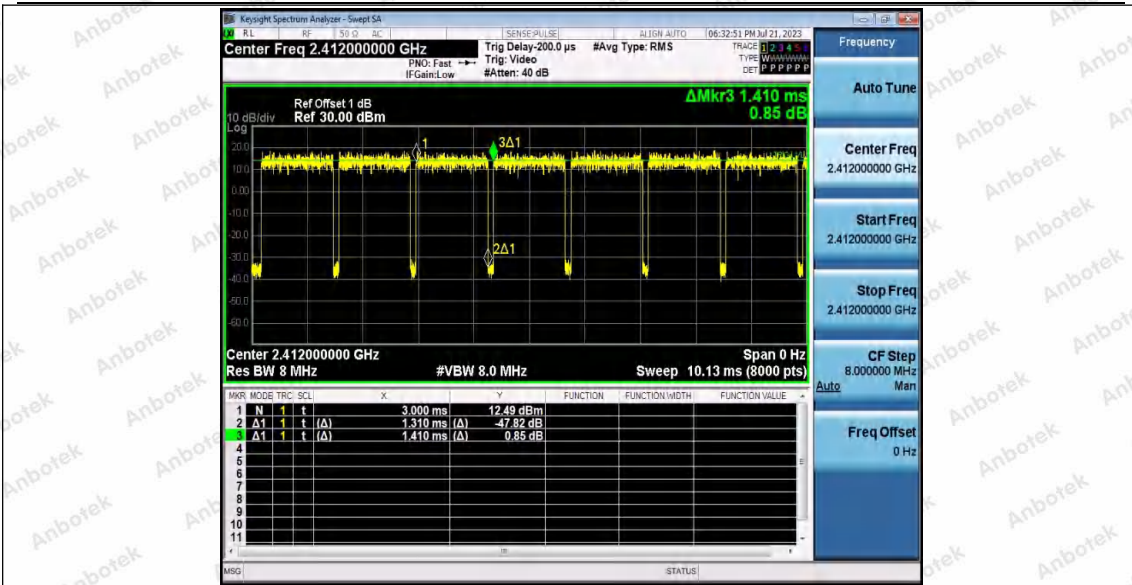 Keysight Spectrum Analyzer - Swept SA
RL RF 50 Ω AC SENSE:PULSE ALIGN AUTO 06:32:51 PM Jul 21, 2023
Center Freq 2.412000000 GHz Trig Delay-200.0 µs #Avg Type: RMS TRACE 1 2 3 4 5 6
PNO: Fast Trig: Video TYPE
IFGain:Low #Atten: 40 dB DET P P P P P P
Frequency
Auto Tune
Center Freq
2.412000000 GHz
Start Freq
2.412000000 GHz
Stop Freq
2.412000000 GHz
CF Step
8.000000 MHz
Auto Man
Freq Offset
0 Hz
ΔMkr3 1.410 ms
0.85 dB
Ref Offset 1 dB
10 dB/div Ref 30.00 dBm
Log
20.0
10.0
0.00
-10.0
-20.0
-30.0
-40.0
-50.0
-60.0
1
3Δ1
2Δ1
Center 2.412000000 GHz Span 0 Hz
Res BW 8 MHz #VBW 8.0 MHz Sweep 10.13 ms (8000 pts)
MKR MODE TRC SCL X Y FUNCTION FUNCTION WIDTH FUNCTION VALUE
1 N 1 t 3.000 ms 12.49 dBm
2 Δ1 1 t (Δ) 1.310 ms (Δ) -47.82 dB
3 Δ1 1 t (Δ) 1.410 ms (Δ) 0.85 dB
4
5
6
7
8
9
10
11
MSG STATUS
Anbotek